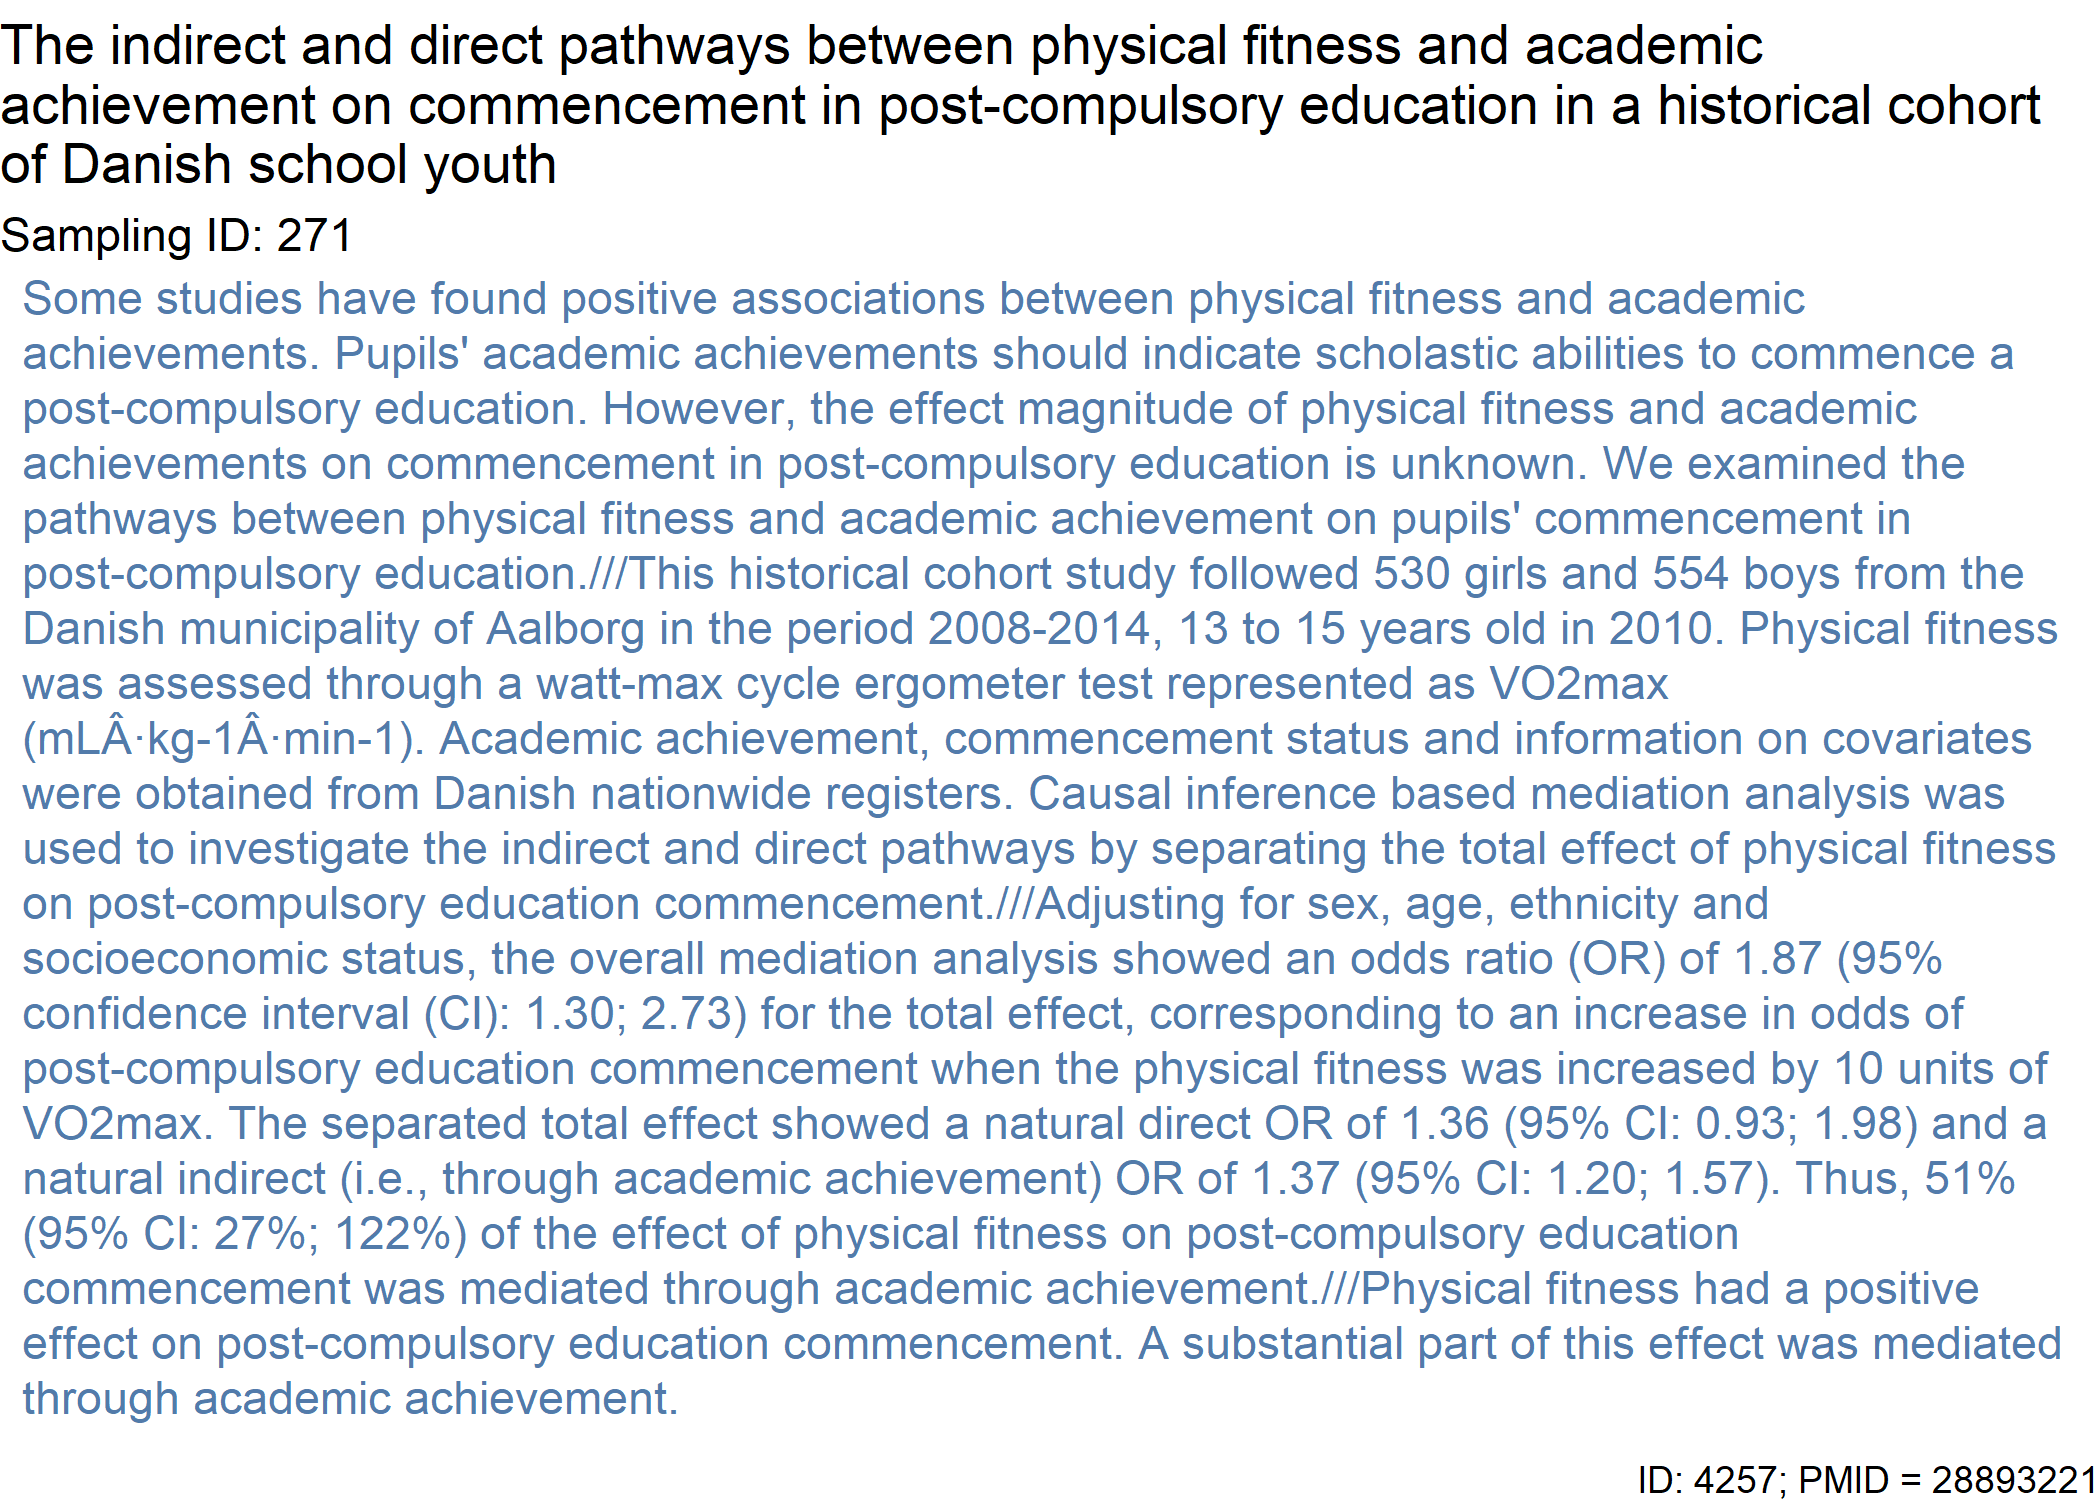 The indirect and direct pathways between physical fitness and academic
achievement on commencement in post-compulsory education in a historical cohort
of Danish school youth
Sampling ID: 271
Some studies have found positive associations between physical fitness and academic
achievements. Pupils' academic achievements should indicate scholastic abilities to commence a
post-compulsory education. However, the effect magnitude of physical fitness and academic
achievements on commencement in post-compulsory education is unknown. We examined the
pathways between physical fitness and academic achievement on pupils' commencement in
post-compulsory education.///This historical cohort study followed 530 girls and 554 boys from the
Danish municipality of Aalborg in the period 2008-2014, 13 to 15 years old in 2010. Physical fitness
was assessed through a watt-max cycle ergometer test represented as VO2max
(mLÂ·kg-1Â·min-1). Academic achievement, commencement status and information on covariates
were obtained from Danish nationwide registers. Causal inference based mediation analysis was
used to investigate the indirect and direct pathways by separating the total effect of physical fitness
on post-compulsory education commencement.///Adjusting for sex, age, ethnicity and
socioeconomic status, the overall mediation analysis showed an odds ratio (OR) of 1.87 (95%
confidence interval (CI): 1.30; 2.73) for the total effect, corresponding to an increase in odds of
post-compulsory education commencement when the physical fitness was increased by 10 units of
VO2max. The separated total effect showed a natural direct OR of 1.36 (95% CI: 0.93; 1.98) and a
natural indirect (i.e., through academic achievement) OR of 1.37 (95% CI: 1.20; 1.57). Thus, 51%
(95% CI: 27%; 122%) of the effect of physical fitness on post-compulsory education
commencement was mediated through academic achievement.///Physical fitness had a positive
effect on post-compulsory education commencement. A substantial part of this effect was mediated
through academic achievement.
ID: 4257; PMID = 28893221